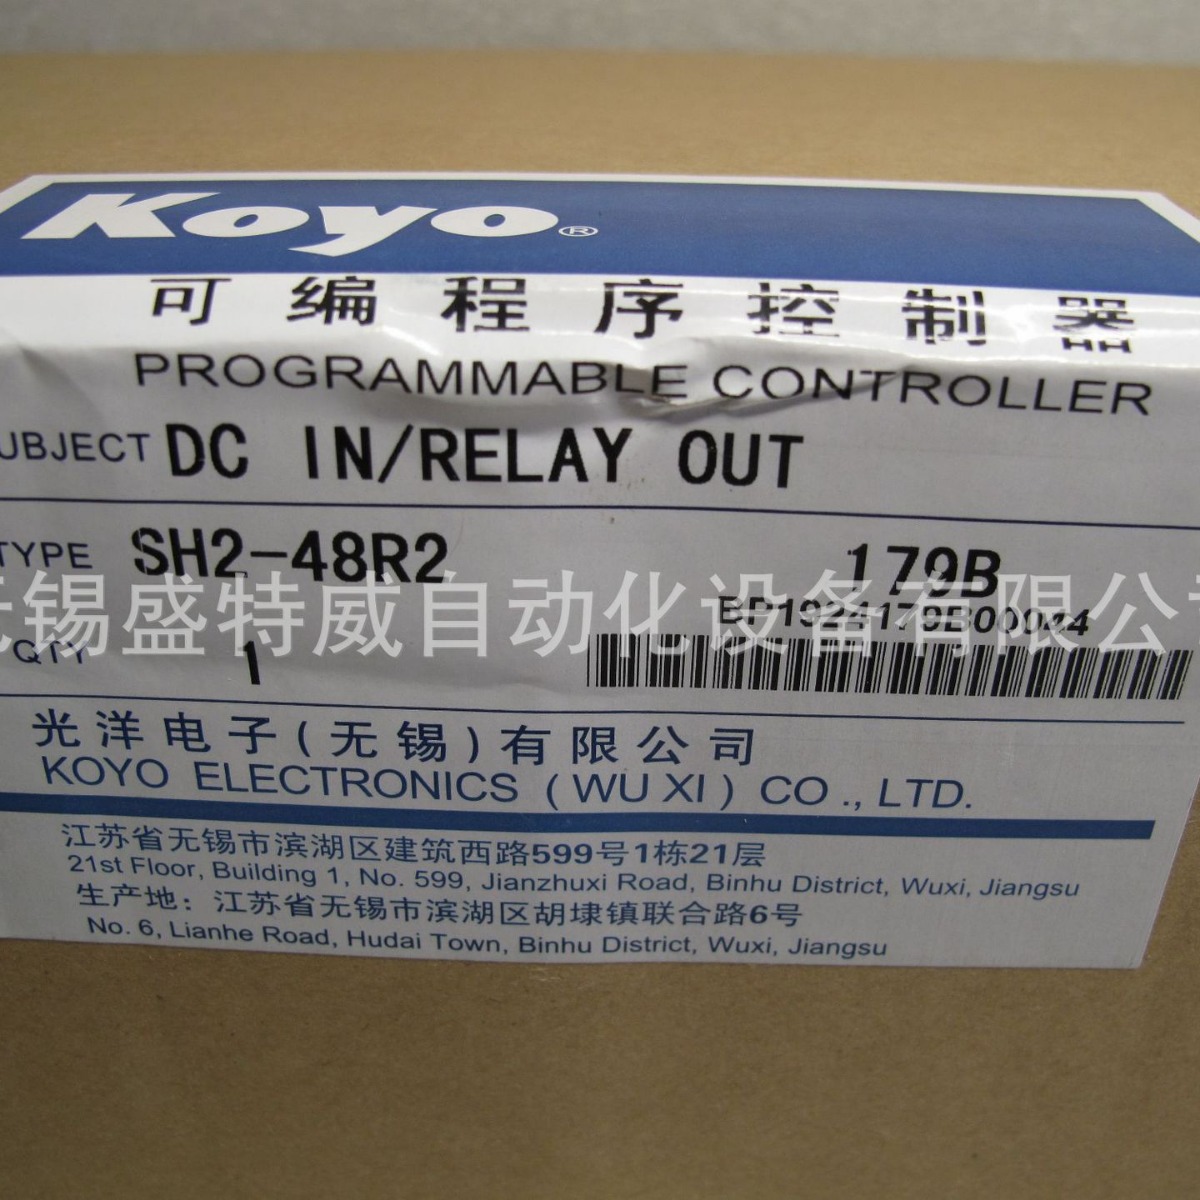 Koyo®
可编程序控制器
PROGRAMMABLE CONTROLLER
UBJECT DC IN/RELAY OUT
TYPE SH2-48R2 179B
无锡盛特威自动化设备有限公司
QTY 1
光洋电子(无锡)有限公司
KOYO ELECTRONICS (WU XI) CO ., LTD.
江苏省无锡市滨湖区建筑西路599号1栋21层
21st Floor, Building 1, No. 599, Jianzhuxi Road, Binhu District, Wuxi, Jiangsu
生产地：江苏省无锡市滨湖区胡埭镇联合路6号
No. 6, Lianhe Road, Hudai Town, Binhu District, Wuxi, Jiangsu